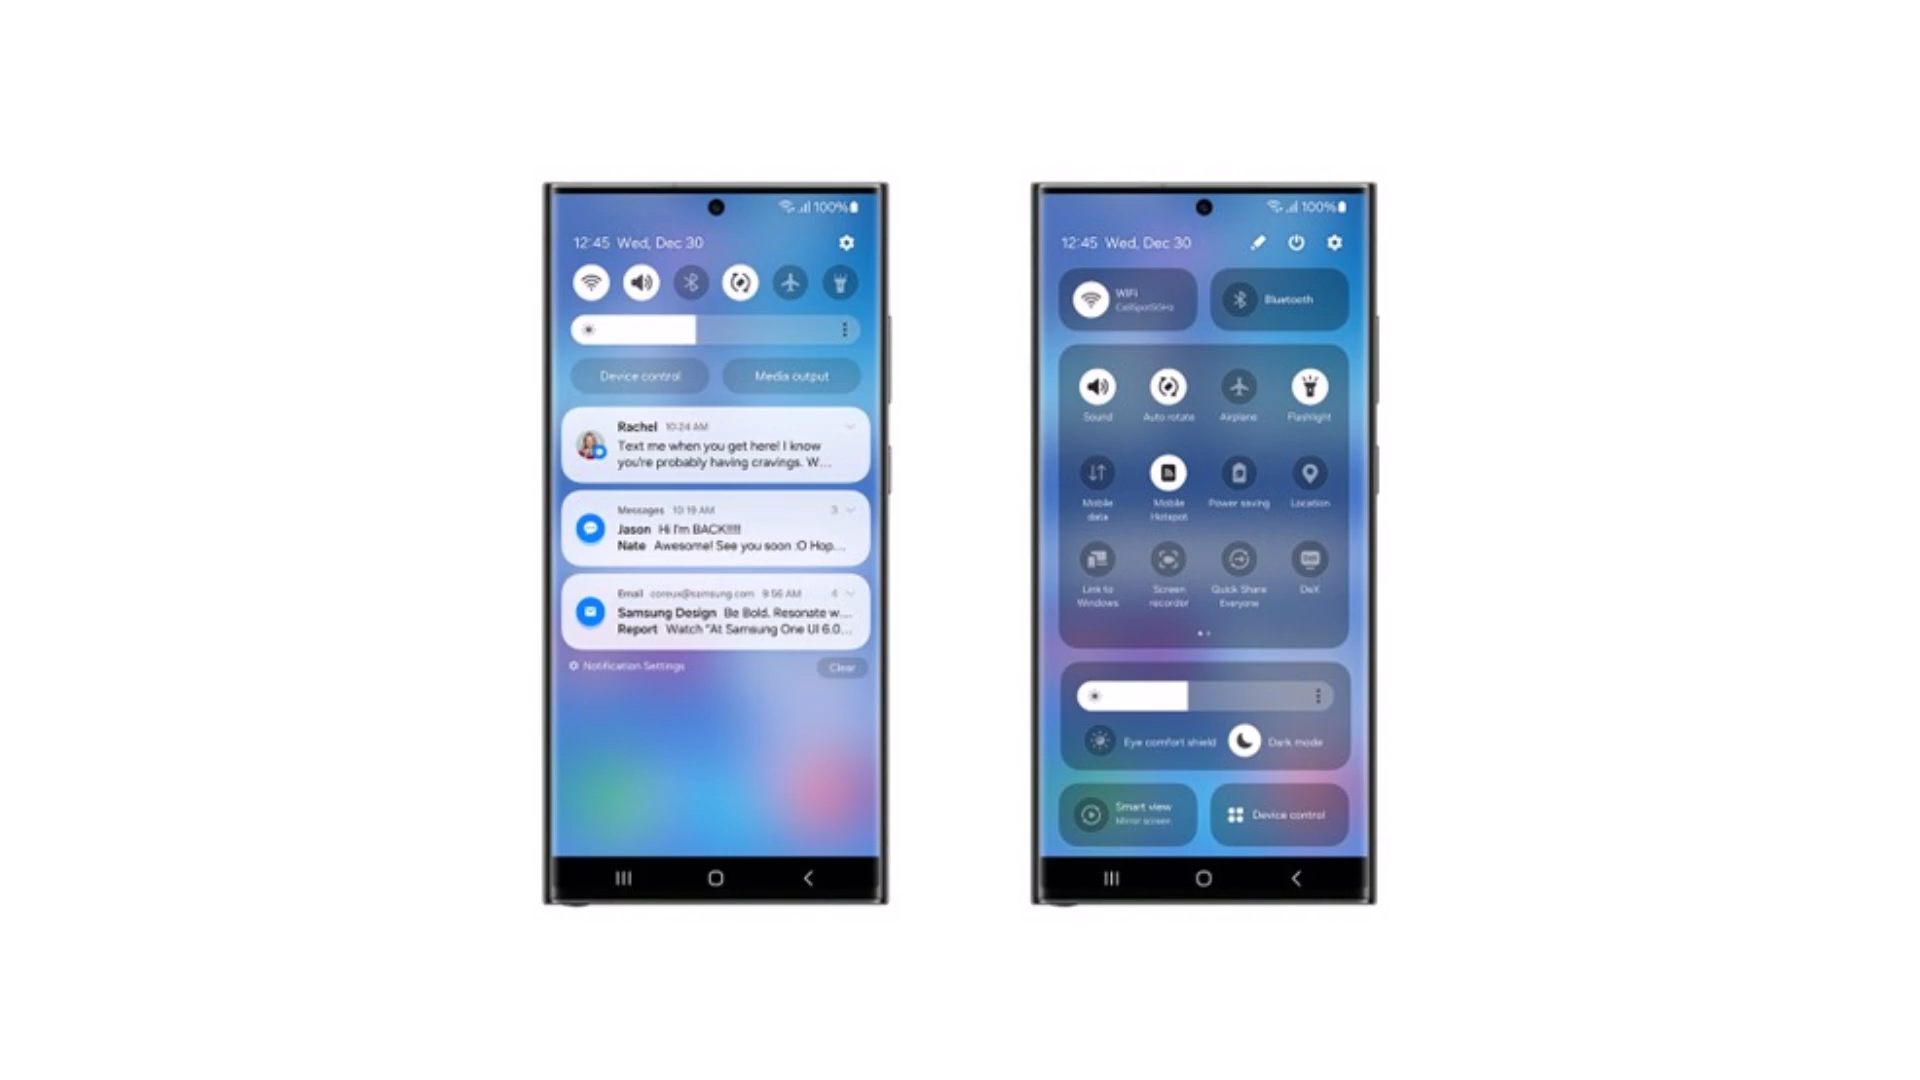 100%
12:45 Wed, Dec 30
Device control
Media output
Rachel 10:24 AM
Text me when you get here! I know
you're probably having cravings. W...
Messages 10:19 AM 3
Jason Hi I'm BACK!!!!!
Nate Awesome! See you soon :O Hop...
Email coreux@samsung.com 9:56 AM 4
Samsung Design Be Bold. Resonate w...
Report Watch "At Samsung One UI 6.0...
Notification Settings
Clear
100%
12:45 Wed, Dec 30
WiFi
CellSpot5GHz
Bluetooth
Sound
Auto rotate
Airplane
Flashlight
Mobile
data
Mobile
Hotspot
Power saving
Location
Link to
Windows
Screen
recorder
Quick Share
Everyone
DeX
Eye comfort shield
Dark mode
Smart view
Mirror screen
Device control